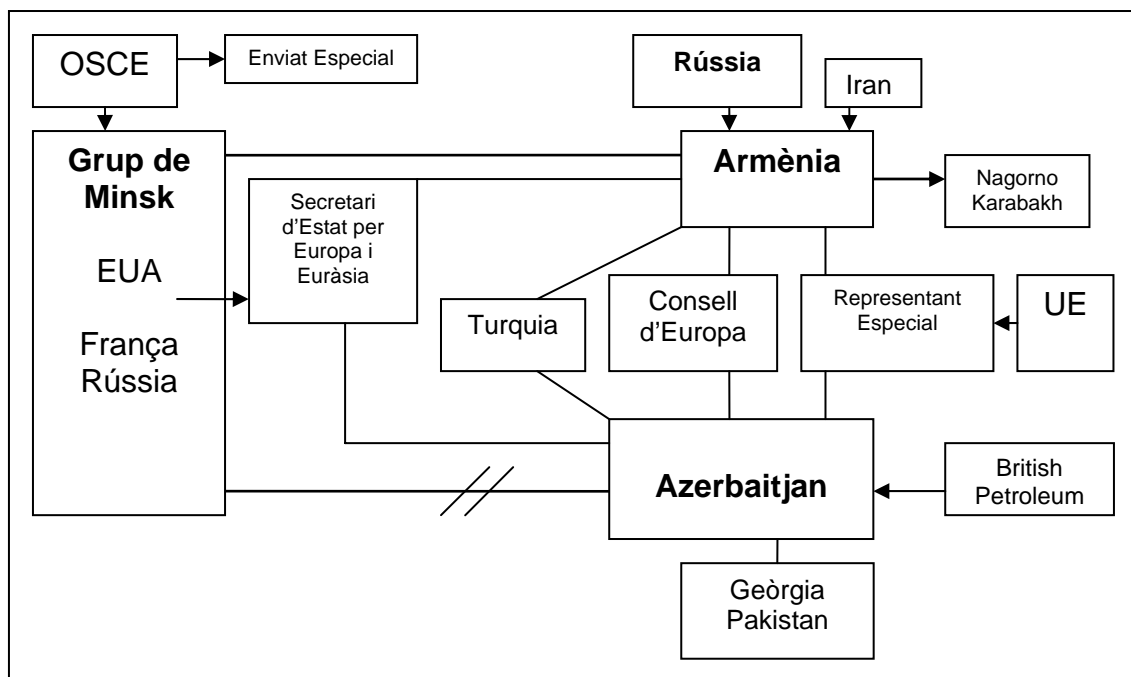 OSCE
Enviat Especial
Rússia
Iran
Grup de
Minsk
EUA
França
Rússia
Secretari
d’Estat per
Europa i
Euràsia
Armènia
Nagorno
Karabakh
Turquia
Consell
d’Europa
Representant
Especial
UE
Azerbaitjan
British
Petroleum
Geòrgia
Pakistan